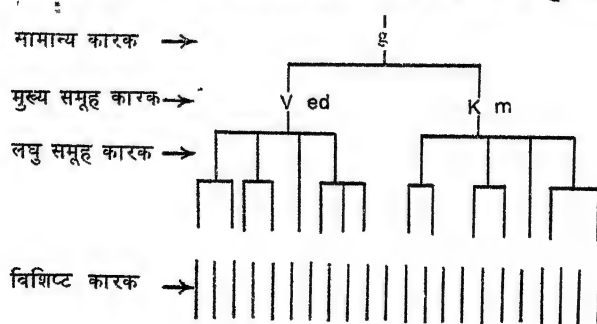 सामान्य कारक → g
मुख्य समूह कारक → V ed K m
लघु समूह कारक →
विशिष्ट कारक →